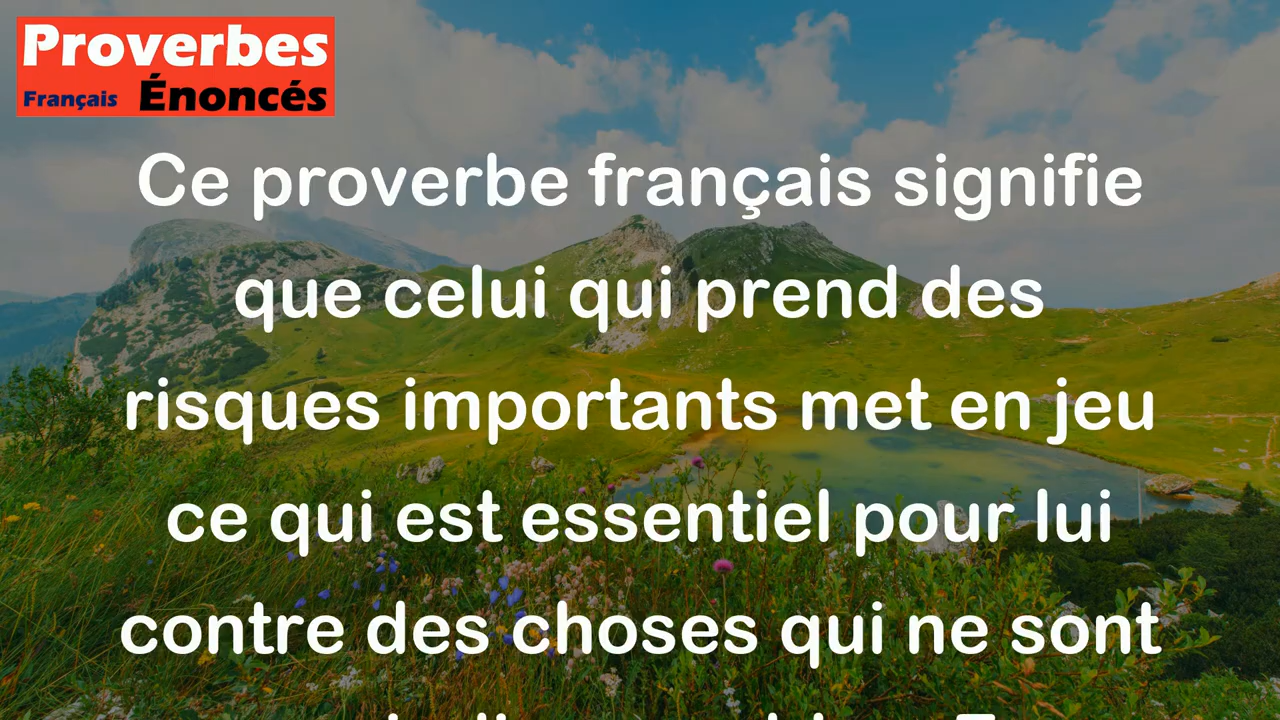 Proverbes
Français Énoncés
Ce proverbe français signifie
que celui qui prend des
risques importants met en jeu
ce qui est essentiel pour lui
contre des choses qui ne sont